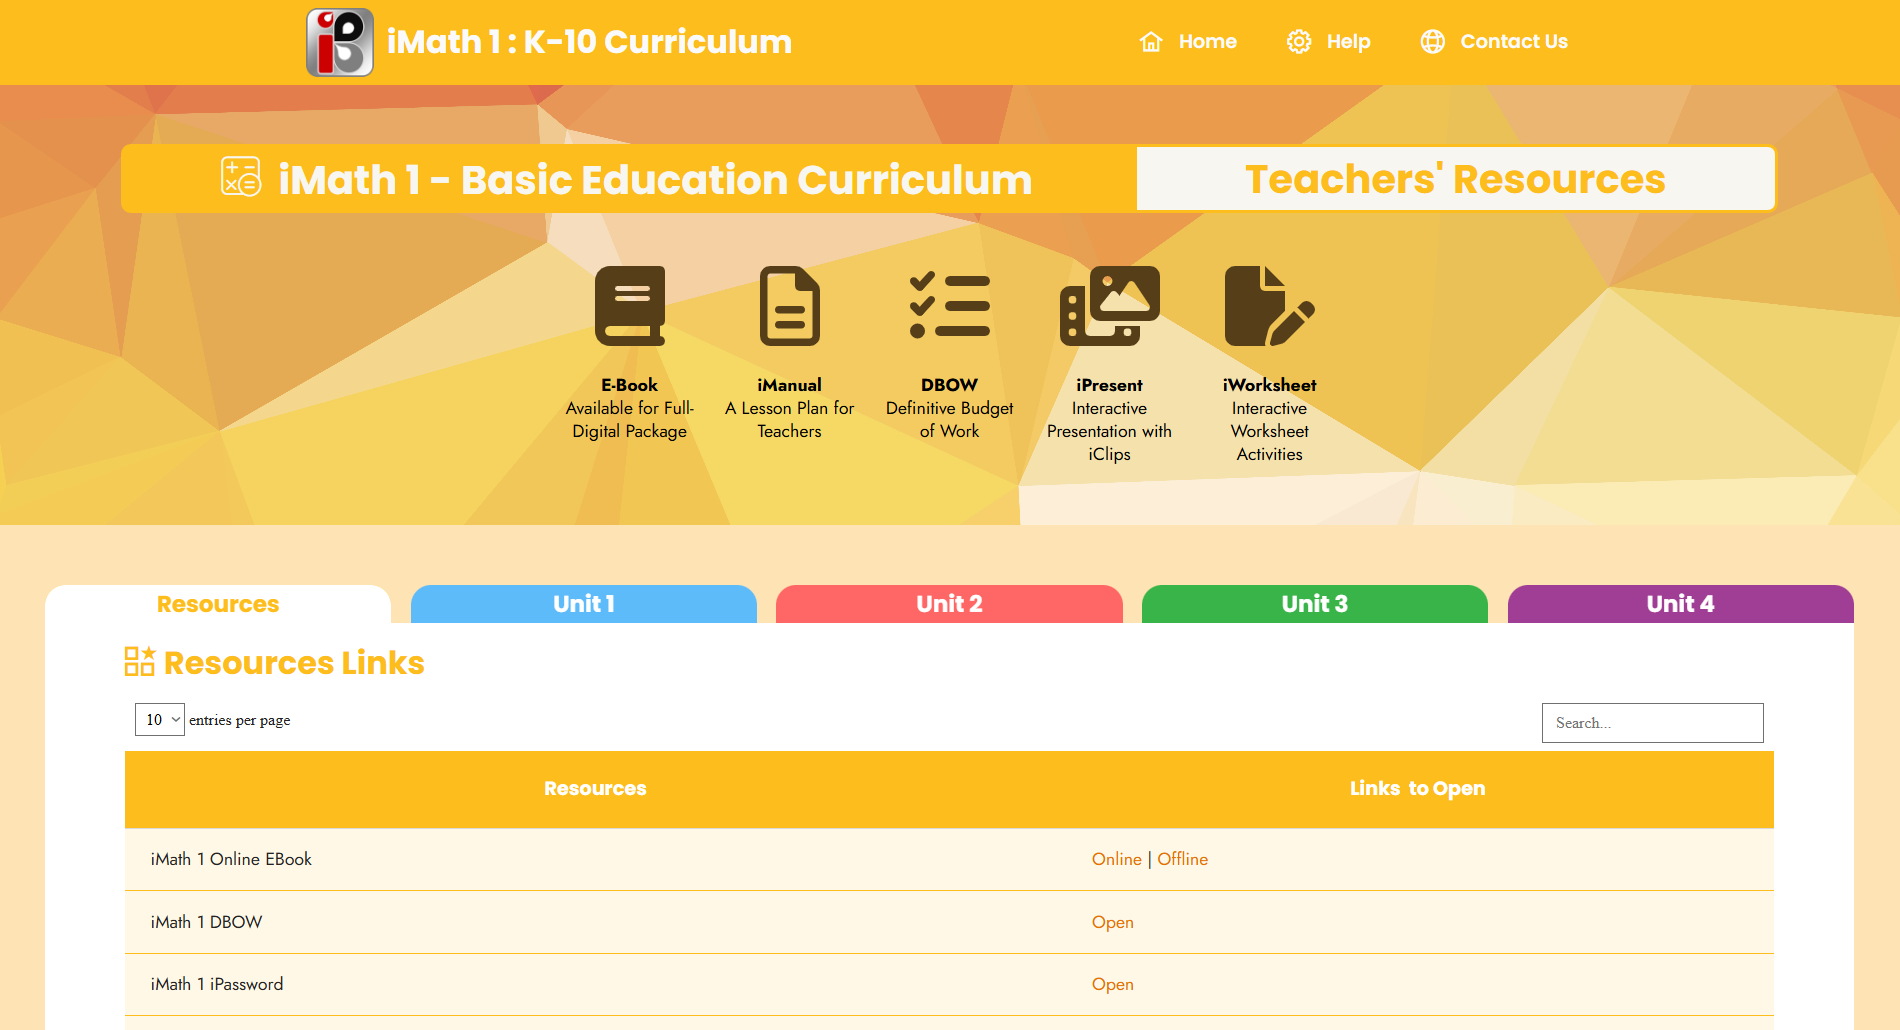 iMath 1 : K-10 Curriculum
Home
Help
Contact Us
iMath 1 - Basic Education Curriculum
Teachers' Resources
E-Book
Available for Full-
Digital Package
iManual
A Lesson Plan for
Teachers
DBOW
Definitive Budget
of Work
iPresent
Interactive
Presentation with
iClips
iWorksheet
Interactive
Worksheet
Activities
Resources
Unit 1
Unit 2
Unit 3
Unit 4
Resources Links
10 entries per page
Search...
Resources
Links to Open
iMath 1 Online EBook
Online | Offline
iMath 1 DBOW
Open
iMath 1 iPassword
Open